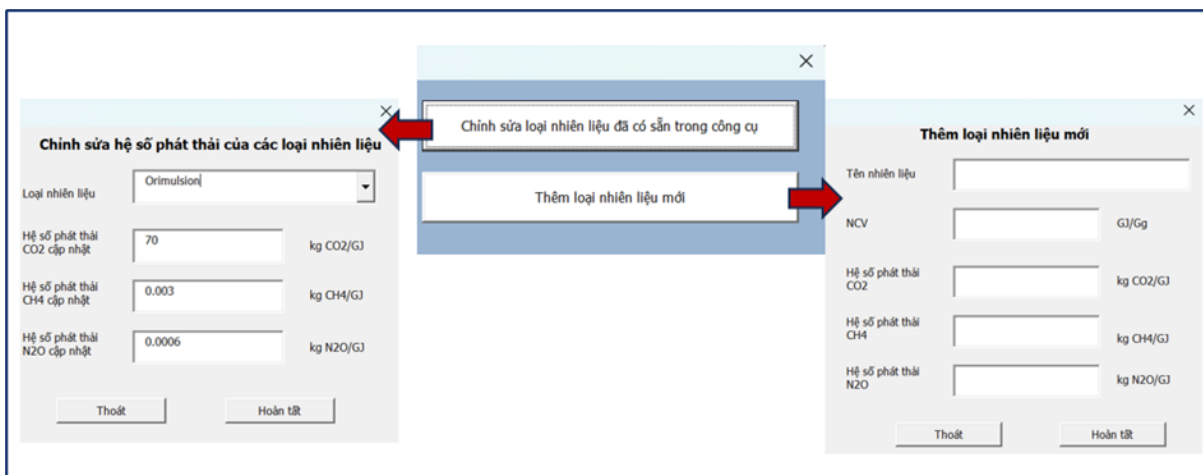 Chỉnh sửa hệ số phát thải của các loại nhiên liệu
Loại nhiên liệu
Orimulsion
Hệ số phát thải
CO2 cập nhật
70
kg CO2/GJ
Hệ số phát thải
CH4 cập nhật
0.003
kg CH4/GJ
Hệ số phát thải
N2O cập nhật
0.0006
kg N2O/GJ
Thoát
Hoàn tất
Chỉnh sửa loại nhiên liệu đã có sẵn trong công cụ
Thêm loại nhiên liệu mới
Thêm loại nhiên liệu mới
Tên nhiên liệu
NCV
GJ/Gg
Hệ số phát thải
CO2
kg CO2/GJ
Hệ số phát thải
CH4
kg CH4/GJ
Hệ số phát thải
N2O
kg N2O/GJ
Thoát
Hoàn tất